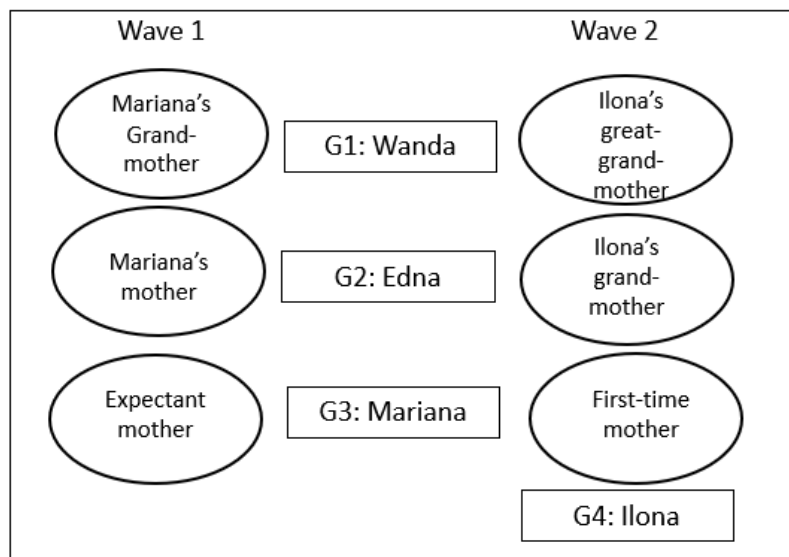 Wave 1
Wave 2
Mariana’s
Grand-
mother
G1: Wanda
Ilona’s
great-
grand-
mother
Mariana’s
mother
G2: Edna
Ilona’s
grand-
mother
Expectant
mother
G3: Mariana
First-time
mother
G4: Ilona